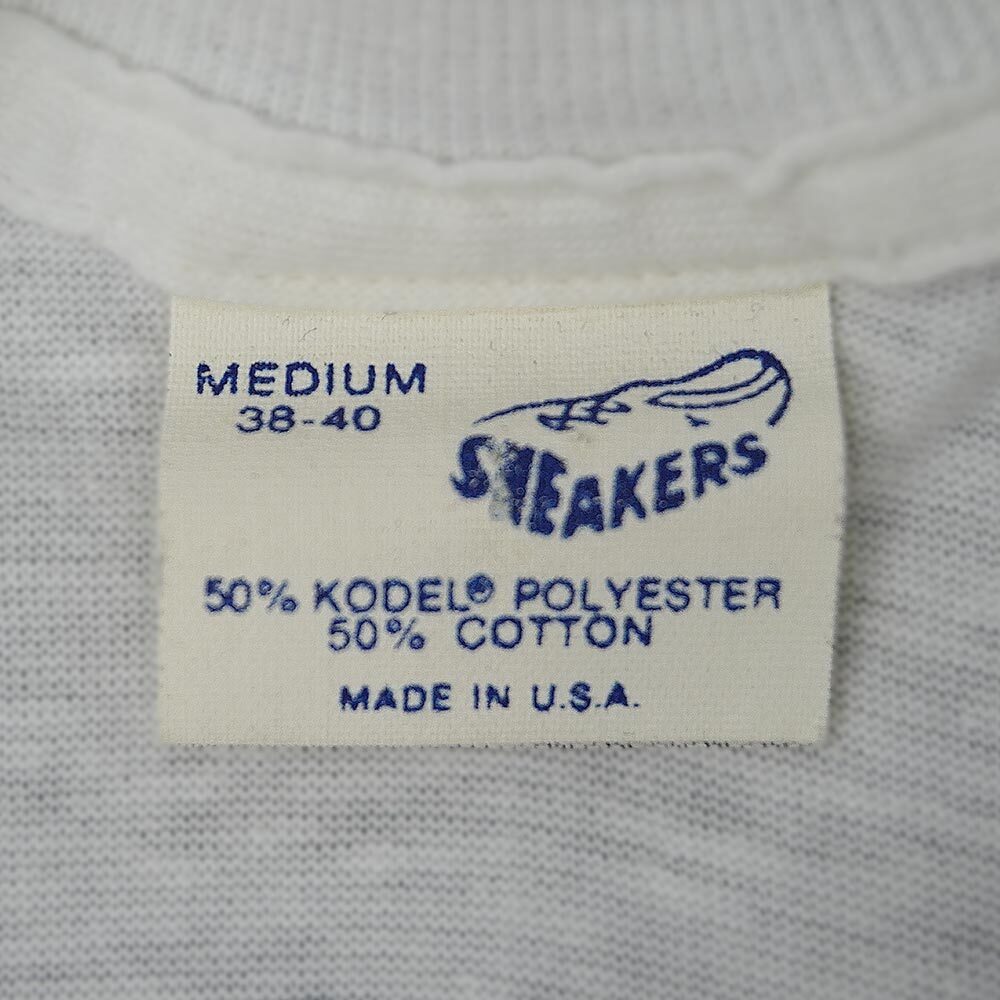 MEDIUM
38-40
SNEAKERS
50% KODEL® POLYESTER
50% COTTON
MADE IN U.S.A.